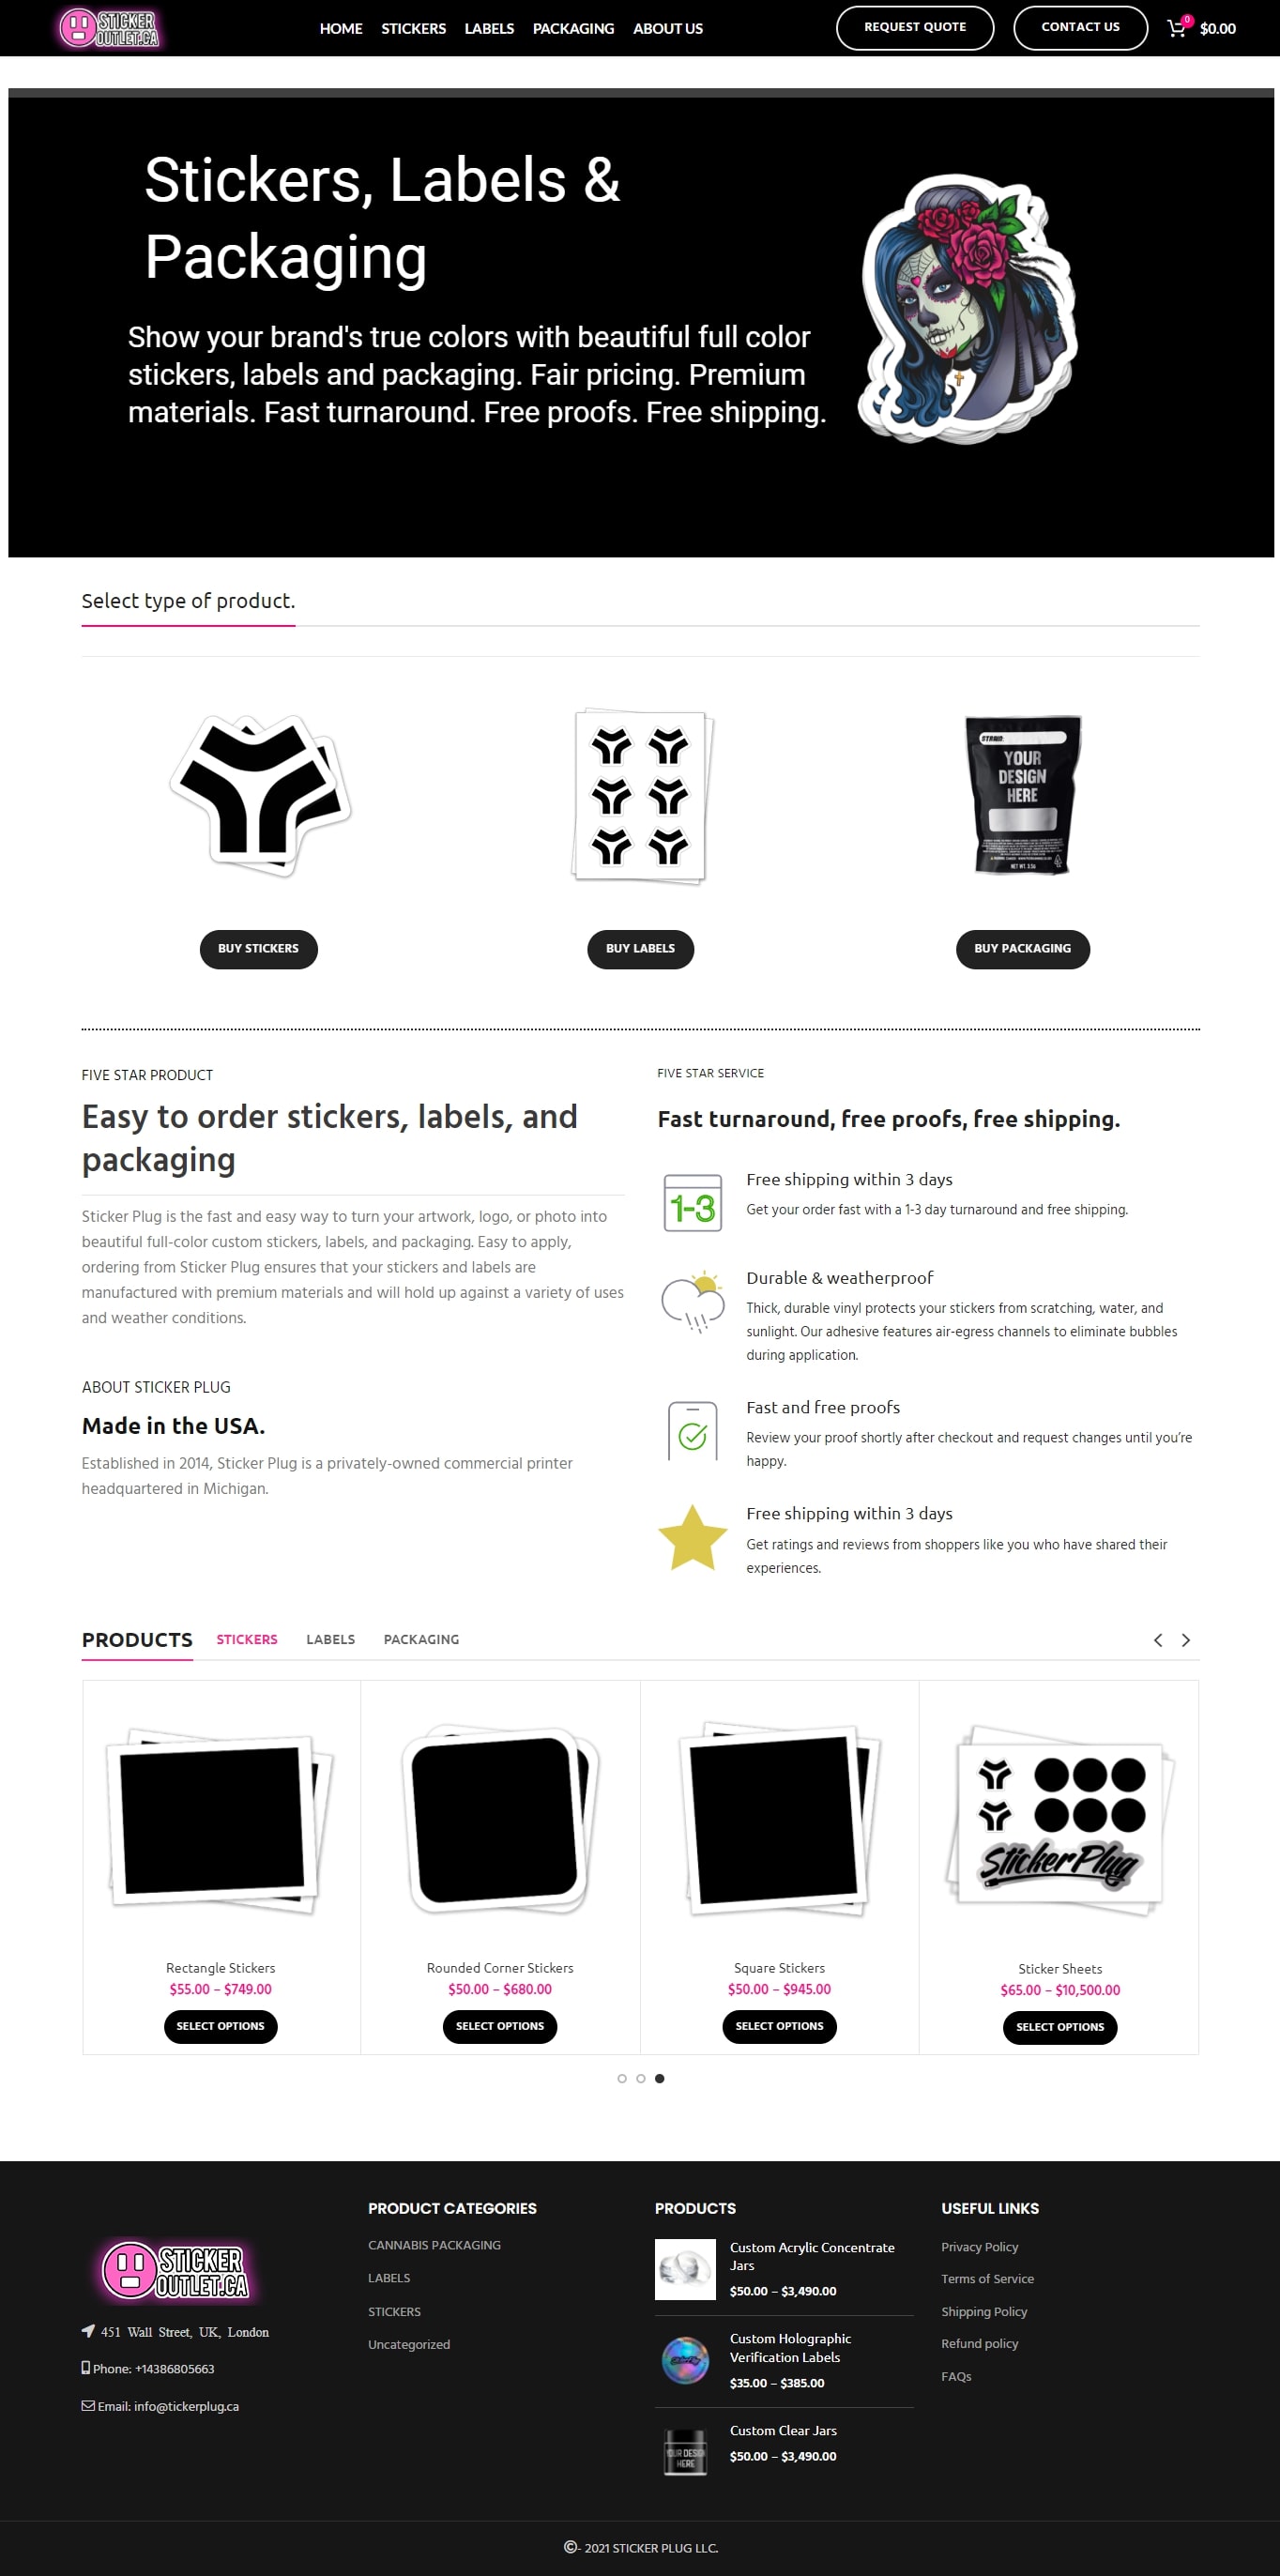 STICKER
OUTLET.CA
HOME STICKERS LABELS PACKAGING ABOUT US
REQUEST QUOTE CONTACT US 0 $0.00
Stickers, Labels &
Packaging
Show your brand's true colors with beautiful full color
stickers, labels and packaging. Fair pricing. Premium
materials. Fast turnaround. Free proofs. Free shipping.
Select type of product.
STRAIN:
YOUR
DESIGN
HERE
NET WT. 3.5g
BUY STICKERS BUY LABELS BUY PACKAGING
FIVE STAR PRODUCT
Easy to order stickers, labels, and
packaging
Sticker Plug is the fast and easy way to turn your artwork, logo, or photo into
beautiful full-color custom stickers, labels, and packaging. Easy to apply,
ordering from Sticker Plug ensures that your stickers and labels are
manufactured with premium materials and will hold up against a variety of uses
and weather conditions.
ABOUT STICKER PLUG
Made in the USA.
Established in 2014, Sticker Plug is a privately-owned commercial printer
headquartered in Michigan.
FIVE STAR SERVICE
Fast turnaround, free proofs, free shipping.
1-3
Free shipping within 3 days
Get your order fast with a 1-3 day turnaround and free shipping.
Durable & weatherproof
Thick, durable vinyl protects your stickers from scratching, water, and
sunlight. Our adhesive features air-egress channels to eliminate bubbles
during application.
Fast and free proofs
Review your proof shortly after checkout and request changes until you're
happy.
Free shipping within 3 days
Get ratings and reviews from shoppers like you who have shared their
experiences.
PRODUCTS STICKERS LABELS PACKAGING
StickerPlug
Rectangle Stickers
$55.00 – $749.00
SELECT OPTIONS
Rounded Corner Stickers
$50.00 – $680.00
SELECT OPTIONS
Square Stickers
$50.00 – $945.00
SELECT OPTIONS
Sticker Sheets
$65.00 – $10,500.00
SELECT OPTIONS
STICKER
OUTLET.CA
451 Wall Street, UK, London
Phone: +14386805663
Email: info@tickerplug.ca
PRODUCT CATEGORIES
CANNABIS PACKAGING
LABELS
STICKERS
Uncategorized
PRODUCTS
Custom Acrylic Concentrate
Jars
$50.00 – $3,490.00
Custom Holographic
Verification Labels
$35.00 – $385.00
YOUR DESIGN
HERE
Custom Clear Jars
$50.00 – $3,490.00
USEFUL LINKS
Privacy Policy
Terms of Service
Shipping Policy
Refund policy
FAQs
©- 2021 STICKER PLUG LLC.